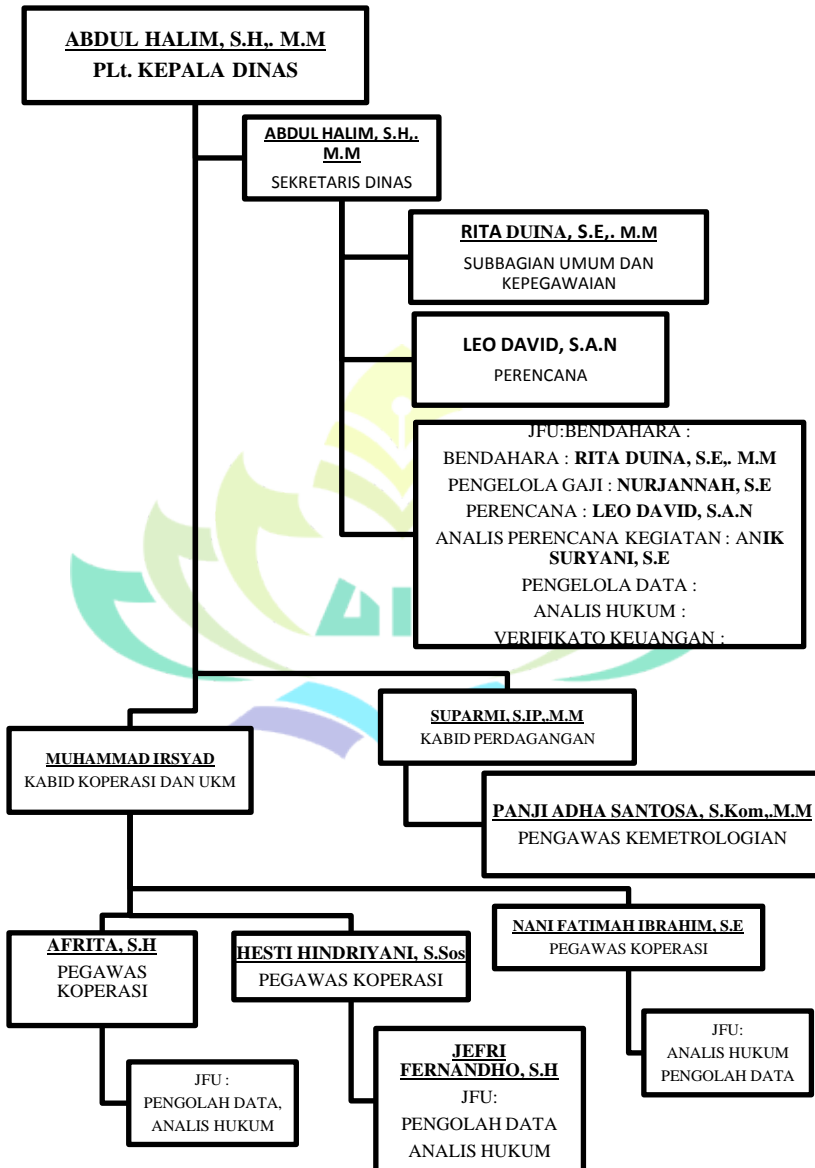 ABDUL HALIM, S.H,. M.M
PLt. KEPALA DINAS
ABDUL HALIM, S.H,.
M.M
SEKRETARIS DINAS
RITA DUINA, S.E,. M.M
SUBBAGIAN UMUM DAN
KEPEGAWAIAN
LEO DAVID, S.A.N
PERENCANA
JFU:BENDAHARA :
BENDAHARA : RITA DUINA, S.E,. M.M
PENGELOLA GAJI : NURJANNAH, S.E
PERENCANA : LEO DAVID, S.A.N
ANALIS PERENCANA KEGIATAN : ANIK
SURYANI, S.E
PENGELOLA DATA :
ANALIS HUKUM :
VERIFIKATO KEUANGAN :
SUPARMI, S.IP,.M.M
KABID PERDAGANGAN
MUHAMMAD IRSYAD
KABID KOPERASI DAN UKM
PANJI ADHA SANTOSA, S.Kom,.M.M
PENGAWAS KEMETROLOGIAN
AFRITA, S.H
PEGAWAS
KOPERASI
HESTI HINDRIYANI, S.Sos
PEGAWAS KOPERASI
NANI FATIMAH IBRAHIM, S.E
PEGAWAS KOPERASI
JFU :
PENGOLAH DATA,
ANALIS HUKUM
JEFRI
FERNANDHO, S.H
JFU:
PENGOLAH DATA
ANALIS HUKUM
JFU:
ANALIS HUKUM
PENGOLAH DATA